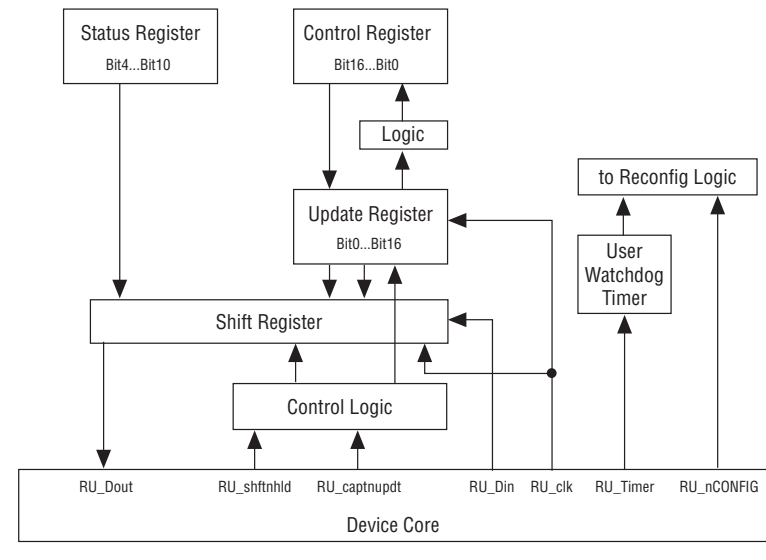 Status Register
Bit4...Bit10
Control Register
Bit16...Bit0
Logic
to Reconfig Logic
Update Register
Bit0...Bit16
User
Watchdog
Timer
Shift Register
Control Logic
RU_Dout
RU_shftnhld
RU_captnupdt
RU_Din
RU_clk
RU_Timer
RU_nCONFIG
Device Core